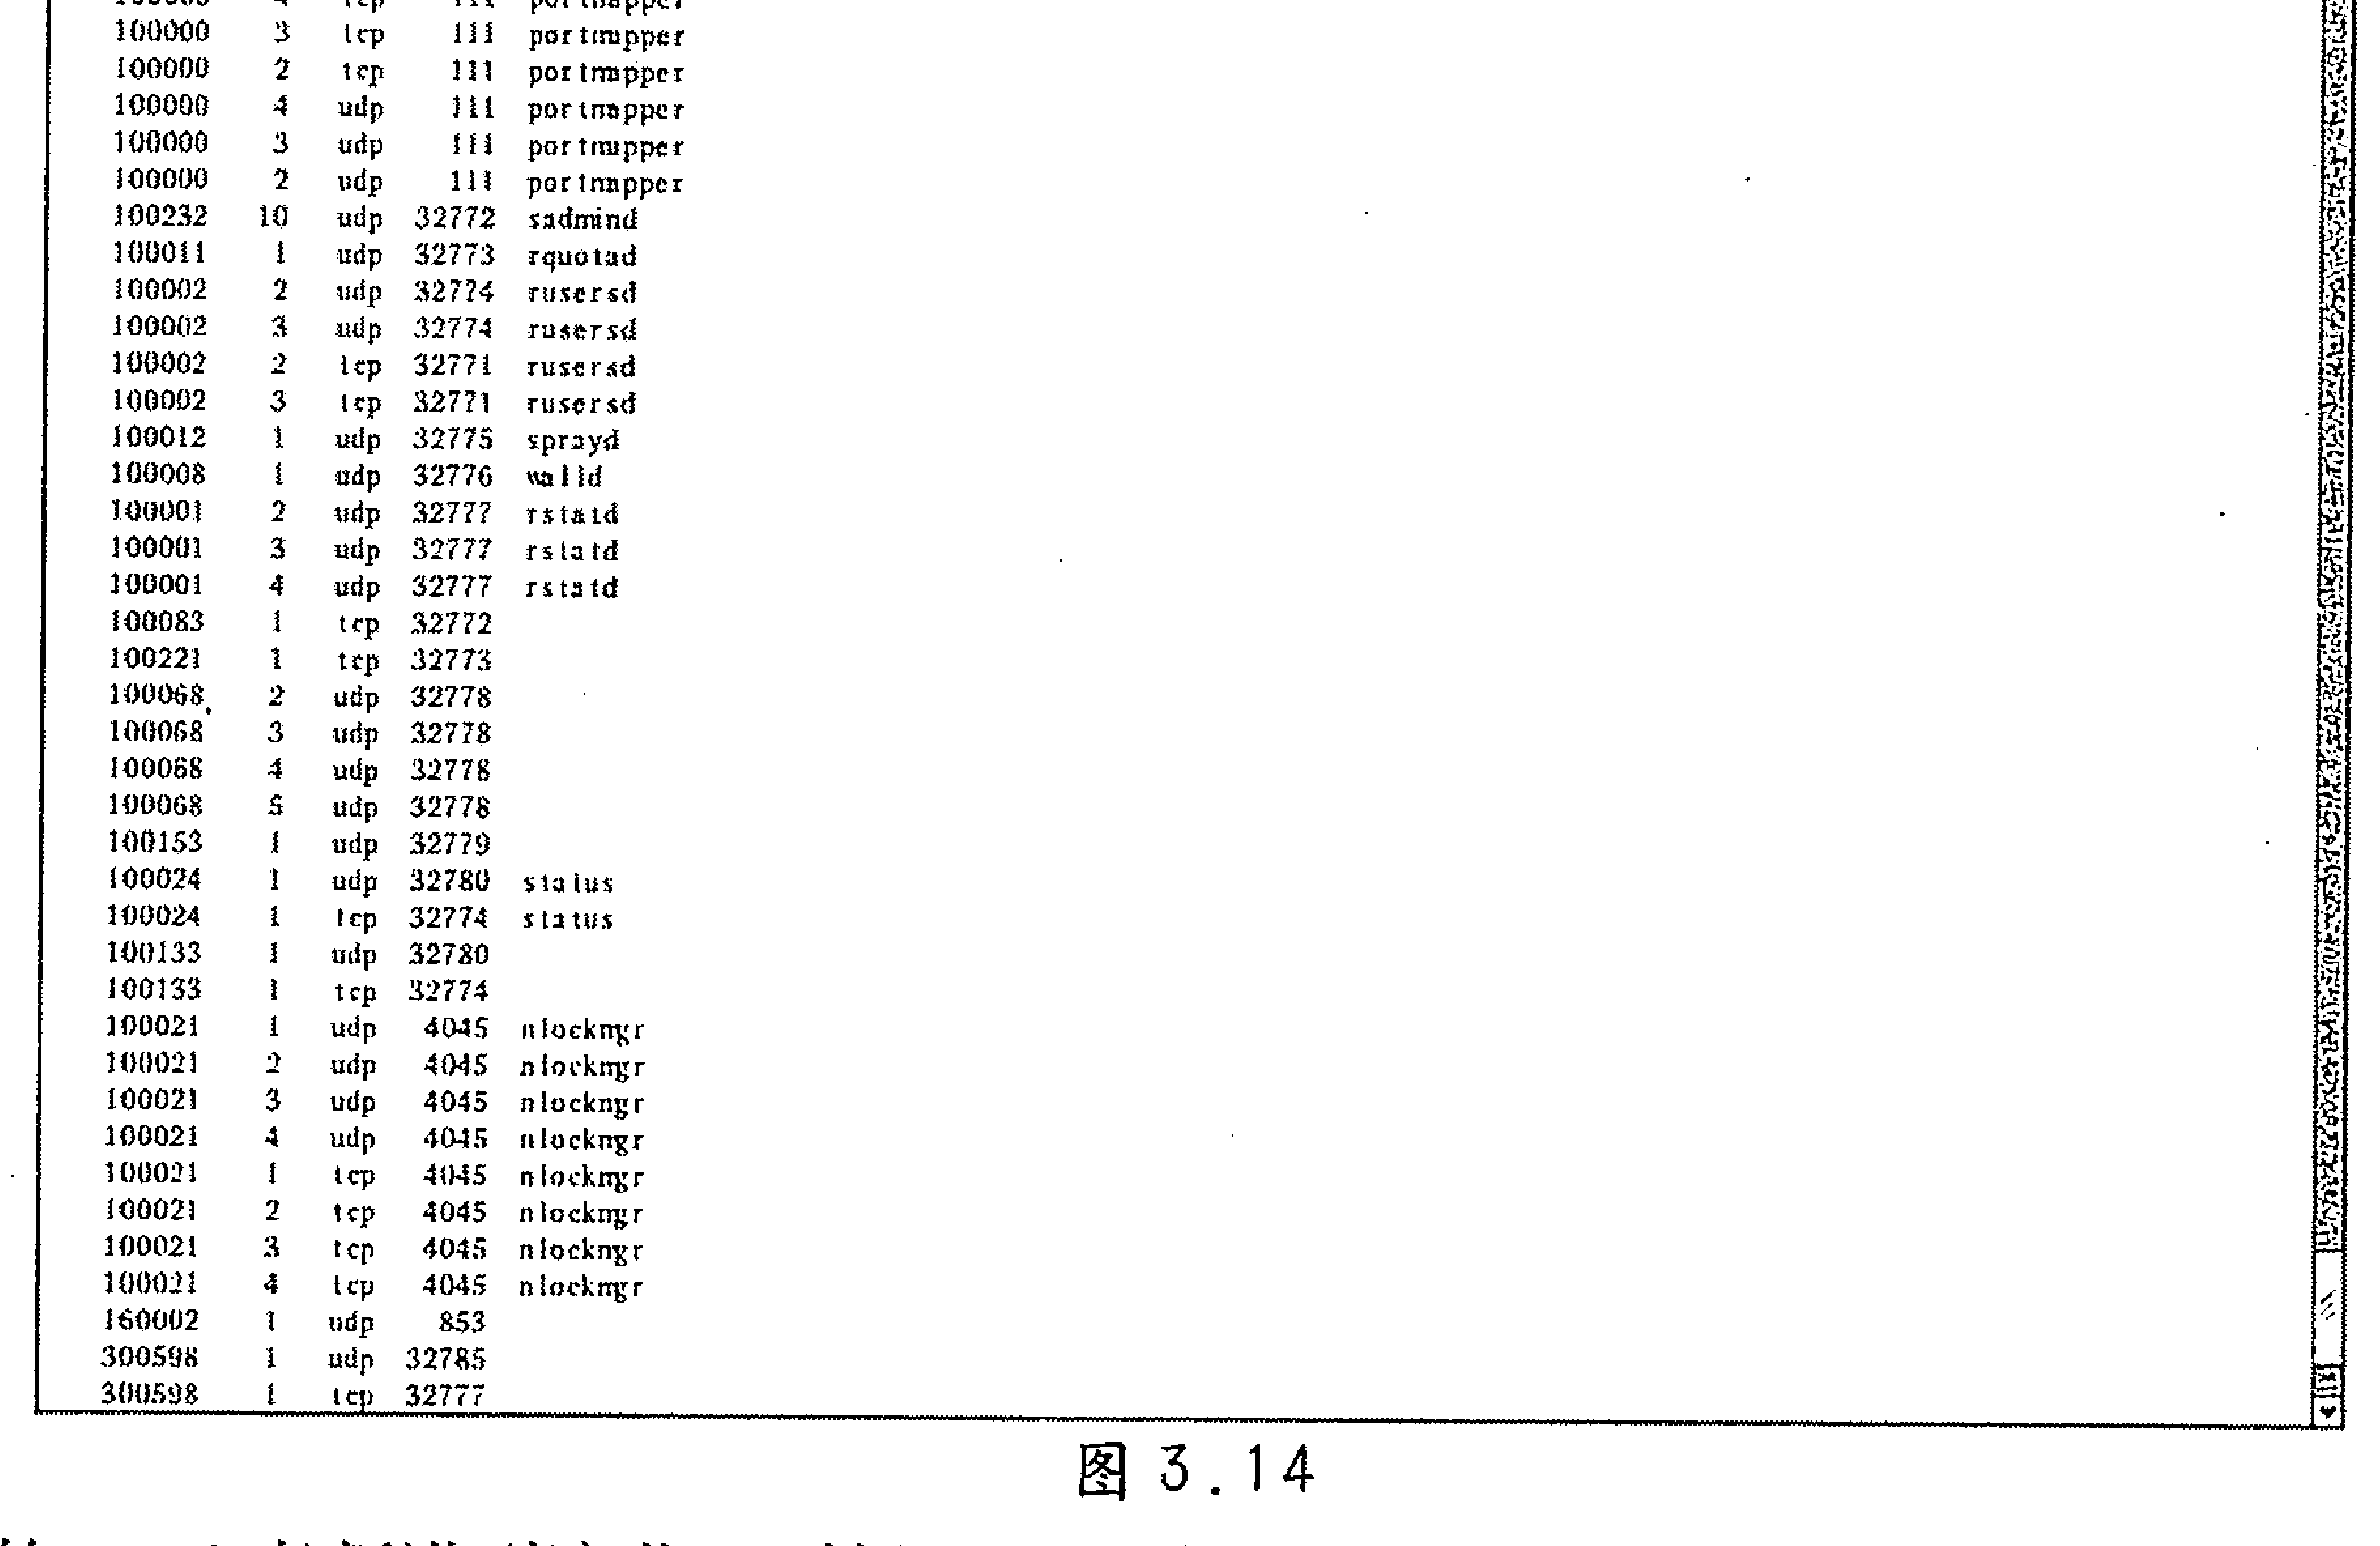 100000 3 tcp 111 portmapper
100000 2 tcp 111 portmapper
100000 4 udp 111 portmapper
100000 3 udp 111 portmapper
100000 2 udp 111 portmapper
100232 10 udp 32772 sadmind
100011 1 udp 32773 rquotad
100002 2 udp 32774 rusersd
100002 3 udp 32774 rusersd
100002 2 tcp 32771 rusersd
100002 3 tcp 32771 rusersd
100012 1 udp 32775 sprayd
100008 1 udp 32776 walld
100001 2 udp 32777 rstatd
100001 3 udp 32777 rstatd
100001 4 udp 32777 rstatd
100083 1 tcp 32772
100221 1 tcp 32773
100068 2 udp 32778
100068 3 udp 32778
100068 4 udp 32778
100068 5 udp 32778
100153 1 udp 32779
100024 1 udp 32780 status
100024 1 tcp 32774 status
100133 1 udp 32780
100133 1 tcp 32774
100021 1 udp 4045 nlockmgr
100021 2 udp 4045 nlockmgr
100021 3 udp 4045 nlockmgr
100021 4 udp 4045 nlockmgr
100021 1 tcp 4045 nlockmgr
100021 2 tcp 4045 nlockmgr
100021 3 tcp 4045 nlockmgr
100021 4 tcp 4045 nlockmgr
160002 1 udp 853
300598 1 udp 32785
300598 1 tcp 32777
图 3.14